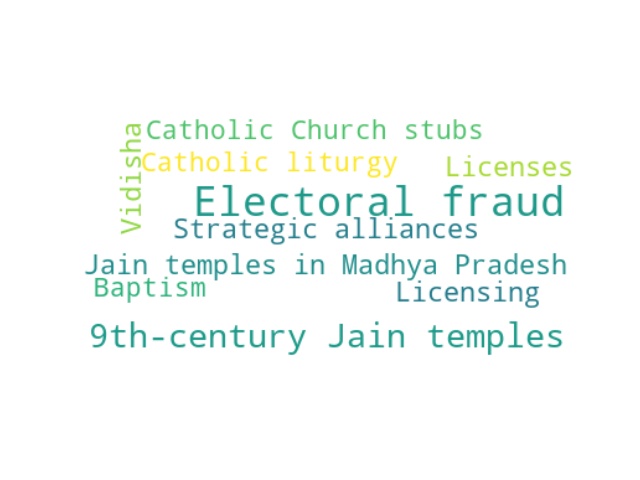 Catholic Church stubs
Vidisha
Catholic liturgy
Licenses
Electoral fraud
Strategic alliances
Jain temples in Madhya Pradesh
Baptism
Licensing
9th-century Jain temples